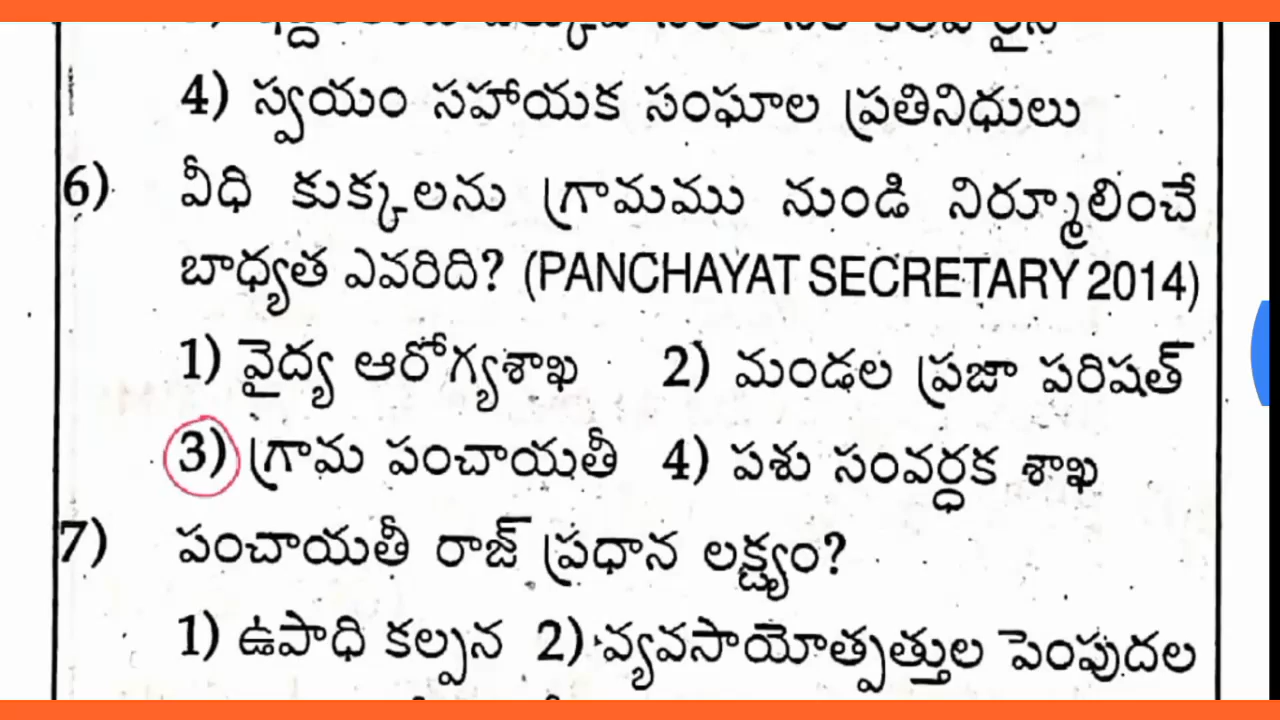 4) స్వయం సహాయక సంఘాల ప్రతినిధులు
6) వీధి కుక్కలను గ్రామము నుండి నిర్మూలించే
బాధ్యత ఎవరిది? (PANCHAYAT SECRETARY 2014)
1) వైద్య ఆరోగ్యశాఖ 2) మండల ప్రజా పరిషత్
3) గ్రామ పంచాయతీ 4) పశు సంవర్ధక శాఖ
7) పంచాయతీ రాజ్ ప్రధాన లక్ష్యం?
1) ఉపాధి కల్పన 2) వ్యవసాయోత్పత్తుల పెంపుదల